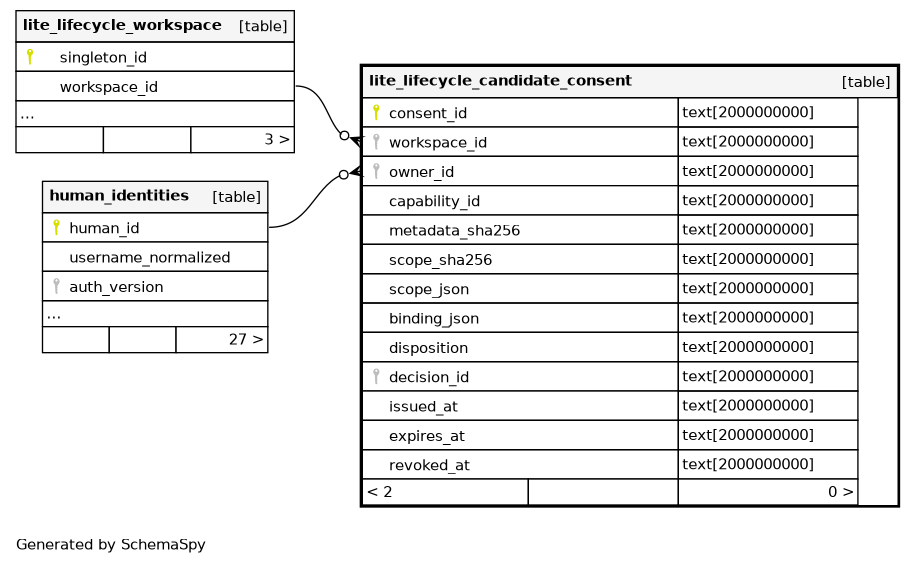 lite_lifecycle_workspace [table]
singleton_id
workspace_id
...
3 >
human_identities [table]
human_id
username_normalized
auth_version
...
27 >
lite_lifecycle_candidate_consent [table]
consent_id text[2000000000]
workspace_id text[2000000000]
owner_id text[2000000000]
capability_id text[2000000000]
metadata_sha256 text[2000000000]
scope_sha256 text[2000000000]
scope_json text[2000000000]
binding_json text[2000000000]
disposition text[2000000000]
decision_id text[2000000000]
issued_at text[2000000000]
expires_at text[2000000000]
revoked_at text[2000000000]
< 2 0 >
Generated by SchemaSpy